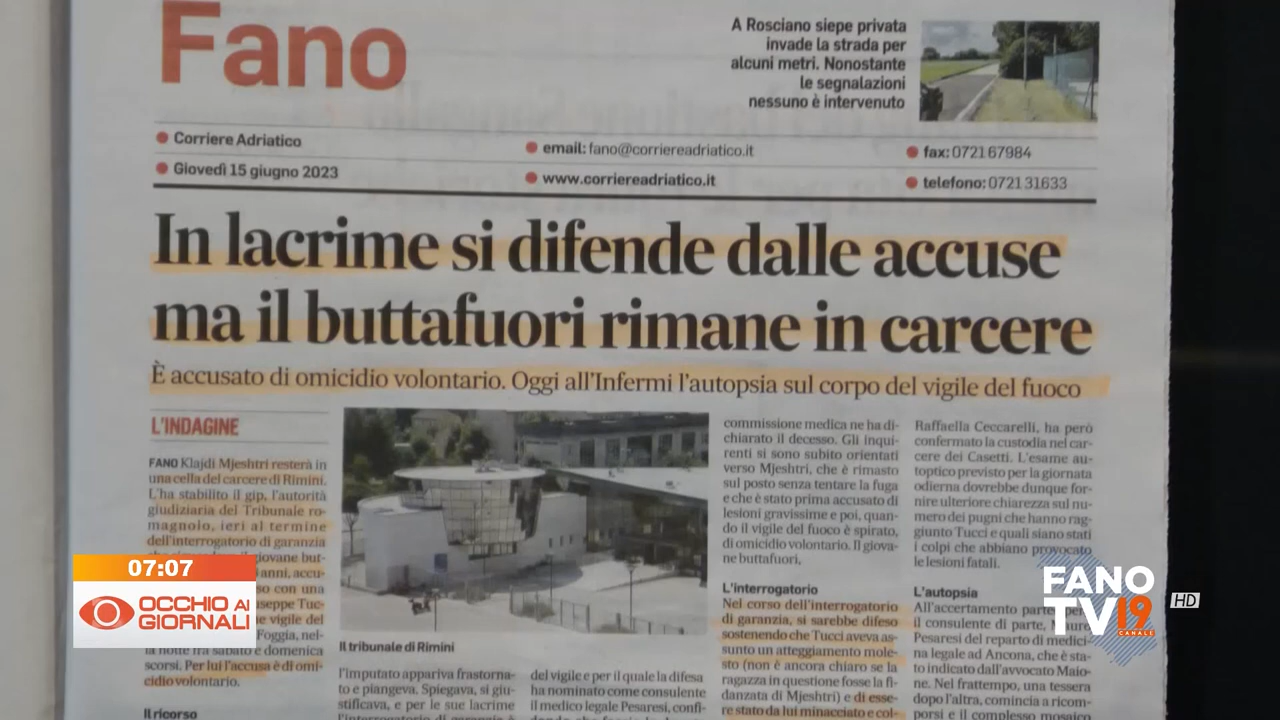 Fano
A Rosciano siepe privata
invade la strada per
alcuni metri. Nonostante
le segnalazioni
nessuno è intervenuto
Corriere Adriatico
Giovedì 15 giugno 2023
email: fano@corriereadriatico.it
www.corriereadriatico.it
fax: 0721 67984
telefono: 0721 31633
In lacrime si difende dalle accuse
ma il buttafuori rimane in carcere
È accusato di omicidio volontario. Oggi all'Infermi l'autopsia sul corpo del vigile del fuoco
L'INDAGINE
FANO Klajdi Mjeshtri resterà in
una cella del carcere di Rimini.
L'ha stabilito il gip, l'autorità
giudiziaria del Tribunale ro-
magnolo, ieri al termine
dell'interrogatorio di garanzia
giovane but-
anni, accu-
so con una
useppe Tuc-
ne vigile del
Foggia, nel-
la notte fra sabato e domenica
scorsi. Per lui l'accusa è di omi-
cidio volontario.
Il ricorso
Il tribunale di Rimini
l'imputato appariva frastorna-
to e piangeva. Spiegava, si giu-
stificava, e per le sue lacrime
l'interrogatorio di garanzia è
del vigile e per il quale la difesa
ha nominato come consulente
il medico legale Pesaresi, confi-
commissione medica ne ha di-
chiarato il decesso. Gli inqui-
renti si sono subito orientati
verso Mjeshtri, che è rimasto
sul posto senza tentare la fuga
e che è stato prima accusato di
lesioni gravissime e poi, quan-
do il vigile del fuoco è spirato,
di omicidio volontario. Il giova-
ne buttafuori,
L'interrogatorio
Nel corso dell'interrogatorio
di garanzia, si sarebbe difeso
sostenendo che Tucci aveva as-
sunto un atteggiamento mole-
sto (non è ancora chiaro se la
ragazza in questione fosse la fi-
danzata di Mjeshtri) e di esse-
re stato da lui minacciato e col-
Raffaella Ceccarelli, ha però
confermato la custodia nel car-
cere dei Casetti. L'esame au-
toptico previsto per la giornata
odierna dovrebbe dunque for-
nire ulteriore chiarezza sul nu-
mero dei pugni che hanno rag-
giunto Tucci e quali siano stati
i colpi che abbiano provocato
le lesioni fatali.
L'autopsia
All'accertamento
il consulente di parte,
Pesaresi del reparto di medici-
na legale ad Ancona, che è sta-
to indicato dall'avvocato Maio-
ne. Nel frattempo, una tessera
dopo l'altra, comincia a ricom-
porsi e il complesso mosaico
07:07
OCCHIO AI
GIORNALI
FANO
TV 19
CANALE
HD